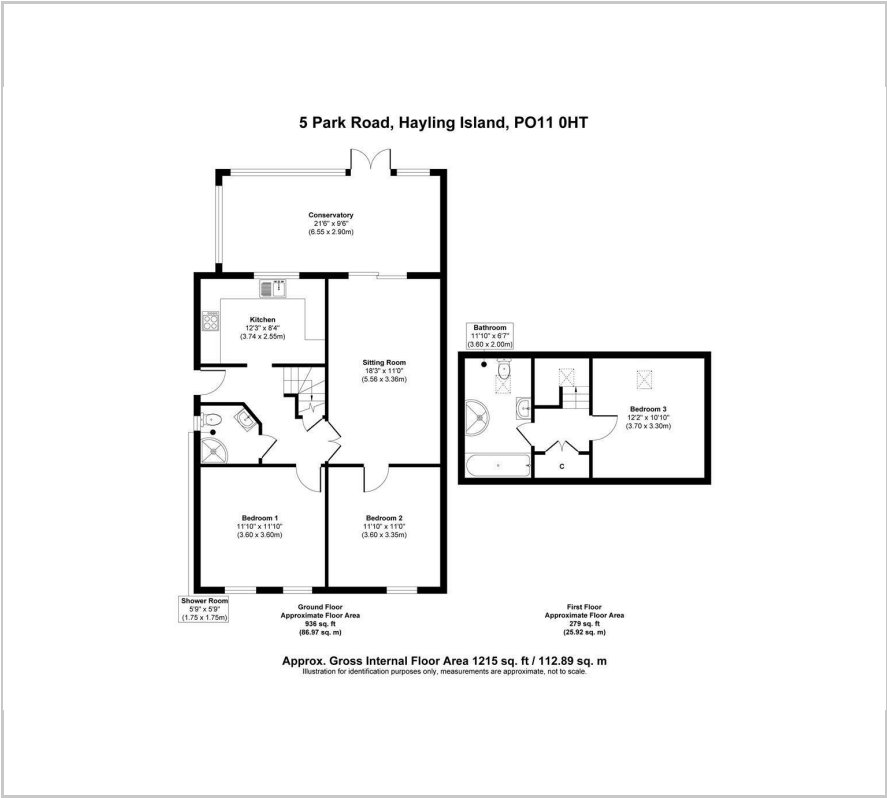 5 Park Road, Hayling Island, PO11 0HT
Conservatory
21'6" x 9'6"
(6.55 x 2.90m)
Kitchen
12'3" x 8'4"
(3.74 x 2.55m)
Sitting Room
18'3" x 11'0"
(5.56 x 3.36m)
Bedroom 1
11'10" x 11'10"
(3.60 x 3.60m)
Bedroom 2
11'10" x 11'0"
(3.60 x 3.35m)
Shower Room
5'9" x 5'9"
(1.75 x 1.75m)
Bathroom
11'10" x 6'7"
(3.60 x 2.00m)
Bedroom 3
12'2" x 10'10"
(3.70 x 3.30m)
C
Ground Floor
Approximate Floor Area
936 sq. ft
(86.97 sq. m)
First Floor
Approximate Floor Area
279 sq. ft
(25.92 sq. m)
Approx. Gross Internal Floor Area 1215 sq. ft / 112.89 sq. m
Illustration for identification purposes only, measurements are approximate, not to scale.